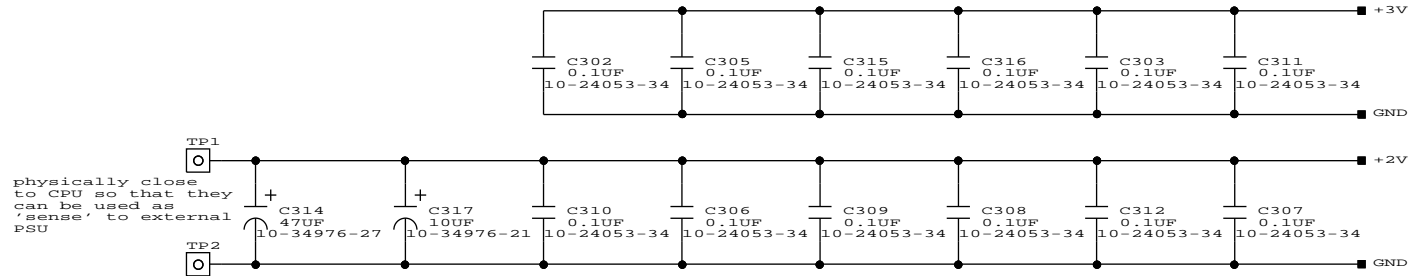 +3V
C302
0.1UF
10-24053-34
C305
0.1UF
10-24053-34
C315
0.1UF
10-24053-34
C316
0.1UF
10-24053-34
C303
0.1UF
10-24053-34
C311
0.1UF
10-24053-34
GND
TP1
+2V
physically close
to CPU so that they
can be used as
'sense' to external
PSU
C314
47UF
10-34976-27
C317
10UF
10-34976-21
C310
0.1UF
10-24053-34
C306
0.1UF
10-24053-34
C309
0.1UF
10-24053-34
C308
0.1UF
10-24053-34
C312
0.1UF
10-24053-34
C307
0.1UF
10-24053-34
TP2
GND